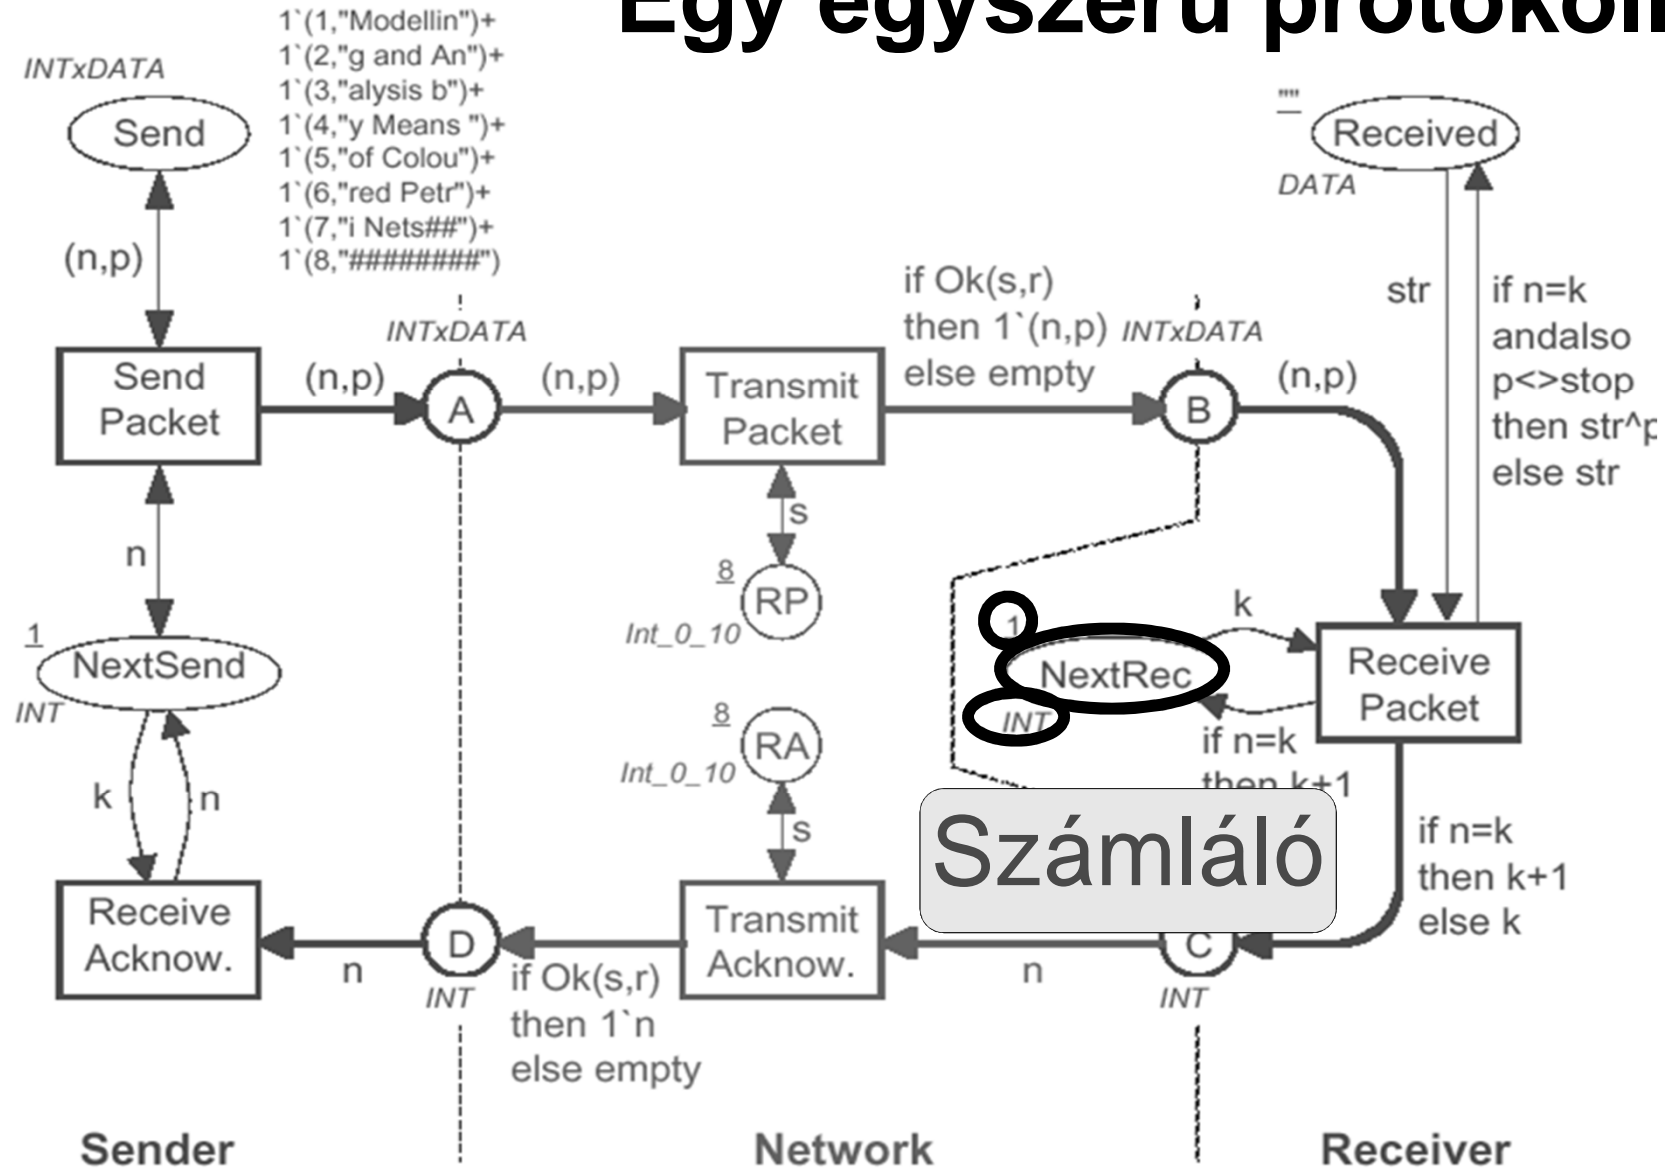 Egy egyszerű protokoll
1`(1,"Modellin")+
1`(2,"g and An")+
1`(3,"alysis b")+
1`(4,"y Means ")+
1`(5,"of Colou")+
1`(6,"red Petr")+
1`(7,"i Nets##")+
1`(8,"########")
INTxDATA
Send
(n,p)
""
Received
DATA
str
if n=k
andalso
p<>stop
then str^p
else str
Send
Packet
(n,p)
INTxDATA
A
(n,p)
Transmit
Packet
if Ok(s,r)
then 1`(n,p)
else empty
INTxDATA
B
(n,p)
n
s
8
RP
Int_0_10
1
NextSend
INT
1
NextRec
INT
k
Receive
Packet
if n=k
then k+1
8
RA
Int_0_10
k
n
s
Számláló
if n=k
then k+1
else k
Receive
Acknow.
n
D
INT
if Ok(s,r)
then 1`n
else empty
Transmit
Acknow.
n
C
INT
Sender
Network
Receiver